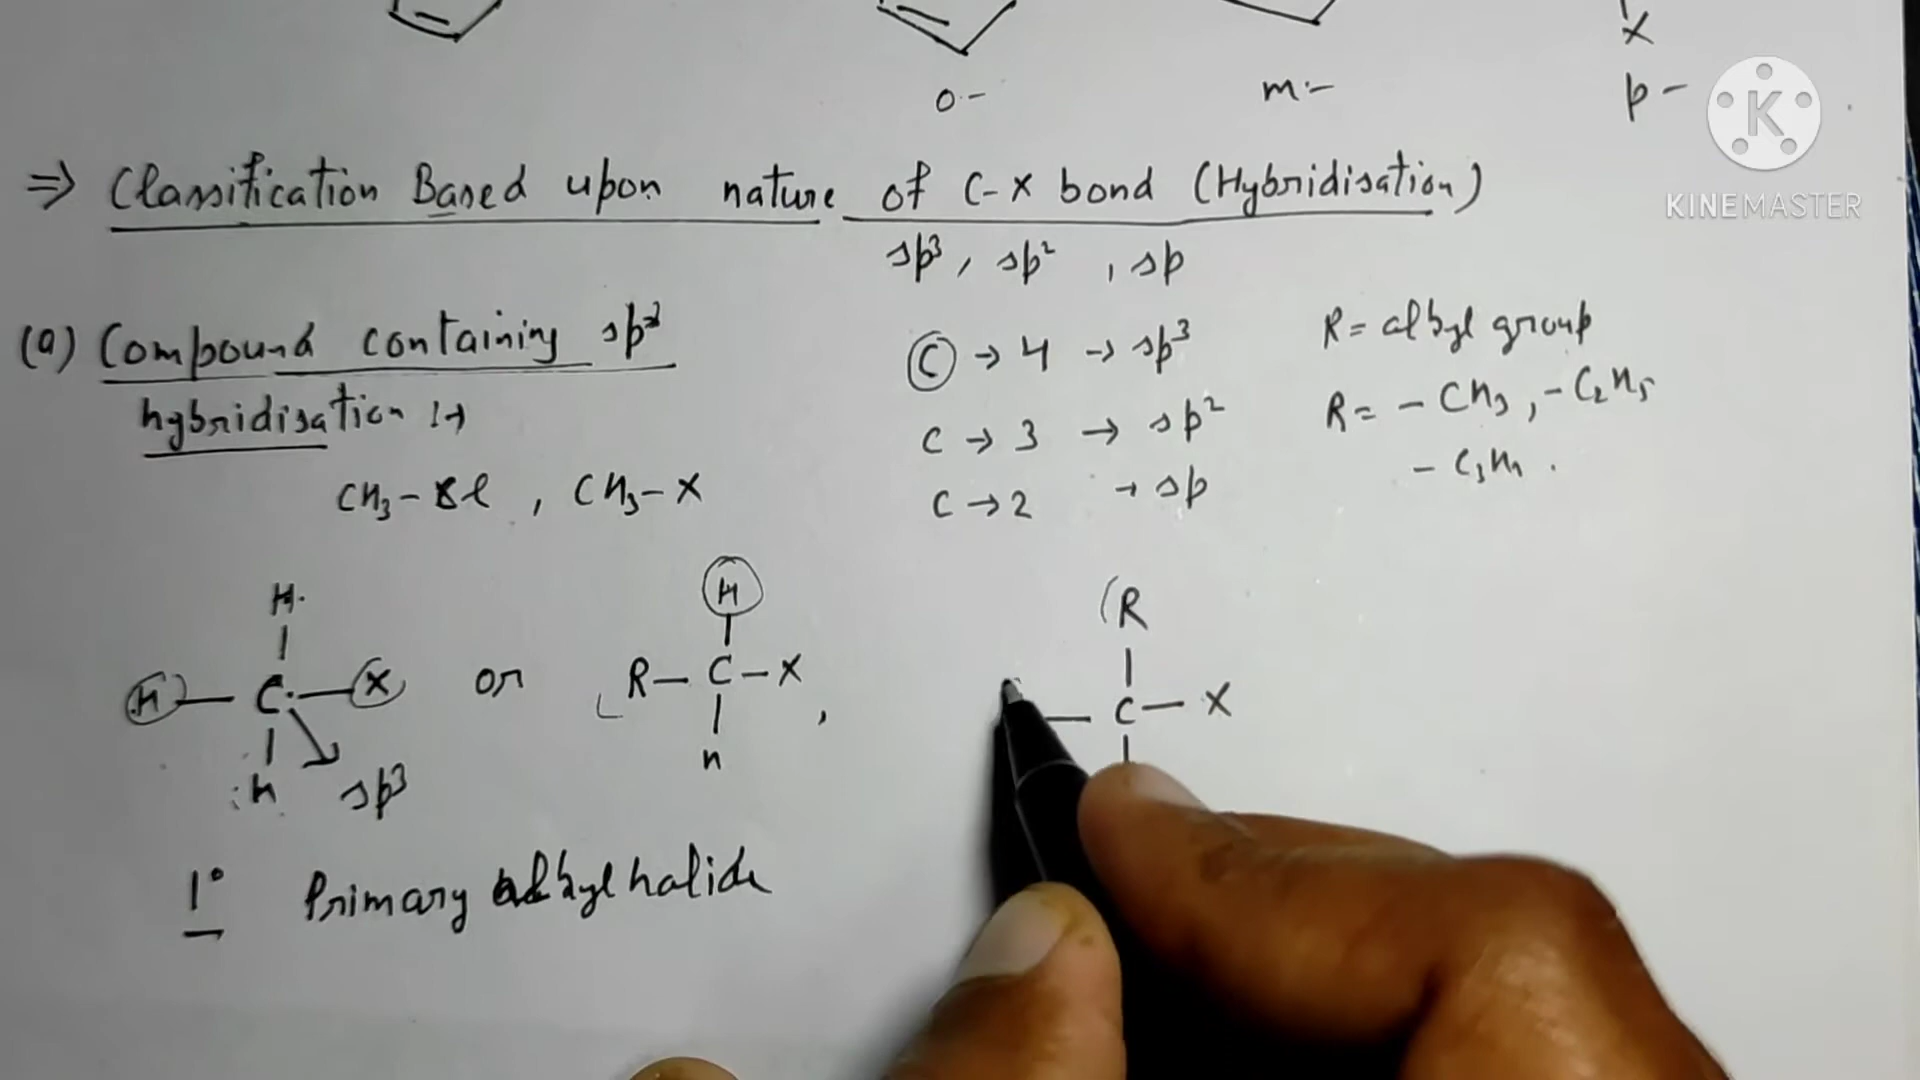 X
o:- m:- p-
⇒ Classification Based upon nature of C-X bond (Hybridisation)
sp³, sp², sp
(a) Compound containing sp³
hybridisation :→
CH₃-Cl, CH₃-X
C → 4 → sp³
C → 3 → sp²
C → 2 → sp
R = alkyl group
R = -CH₃, -C₂H₅
-C₃H₇.
H
H-C-X
H sp³
or
H
R-C-X,
H
R
C-X
1° Primary alkyl halide
K
KINEMASTER